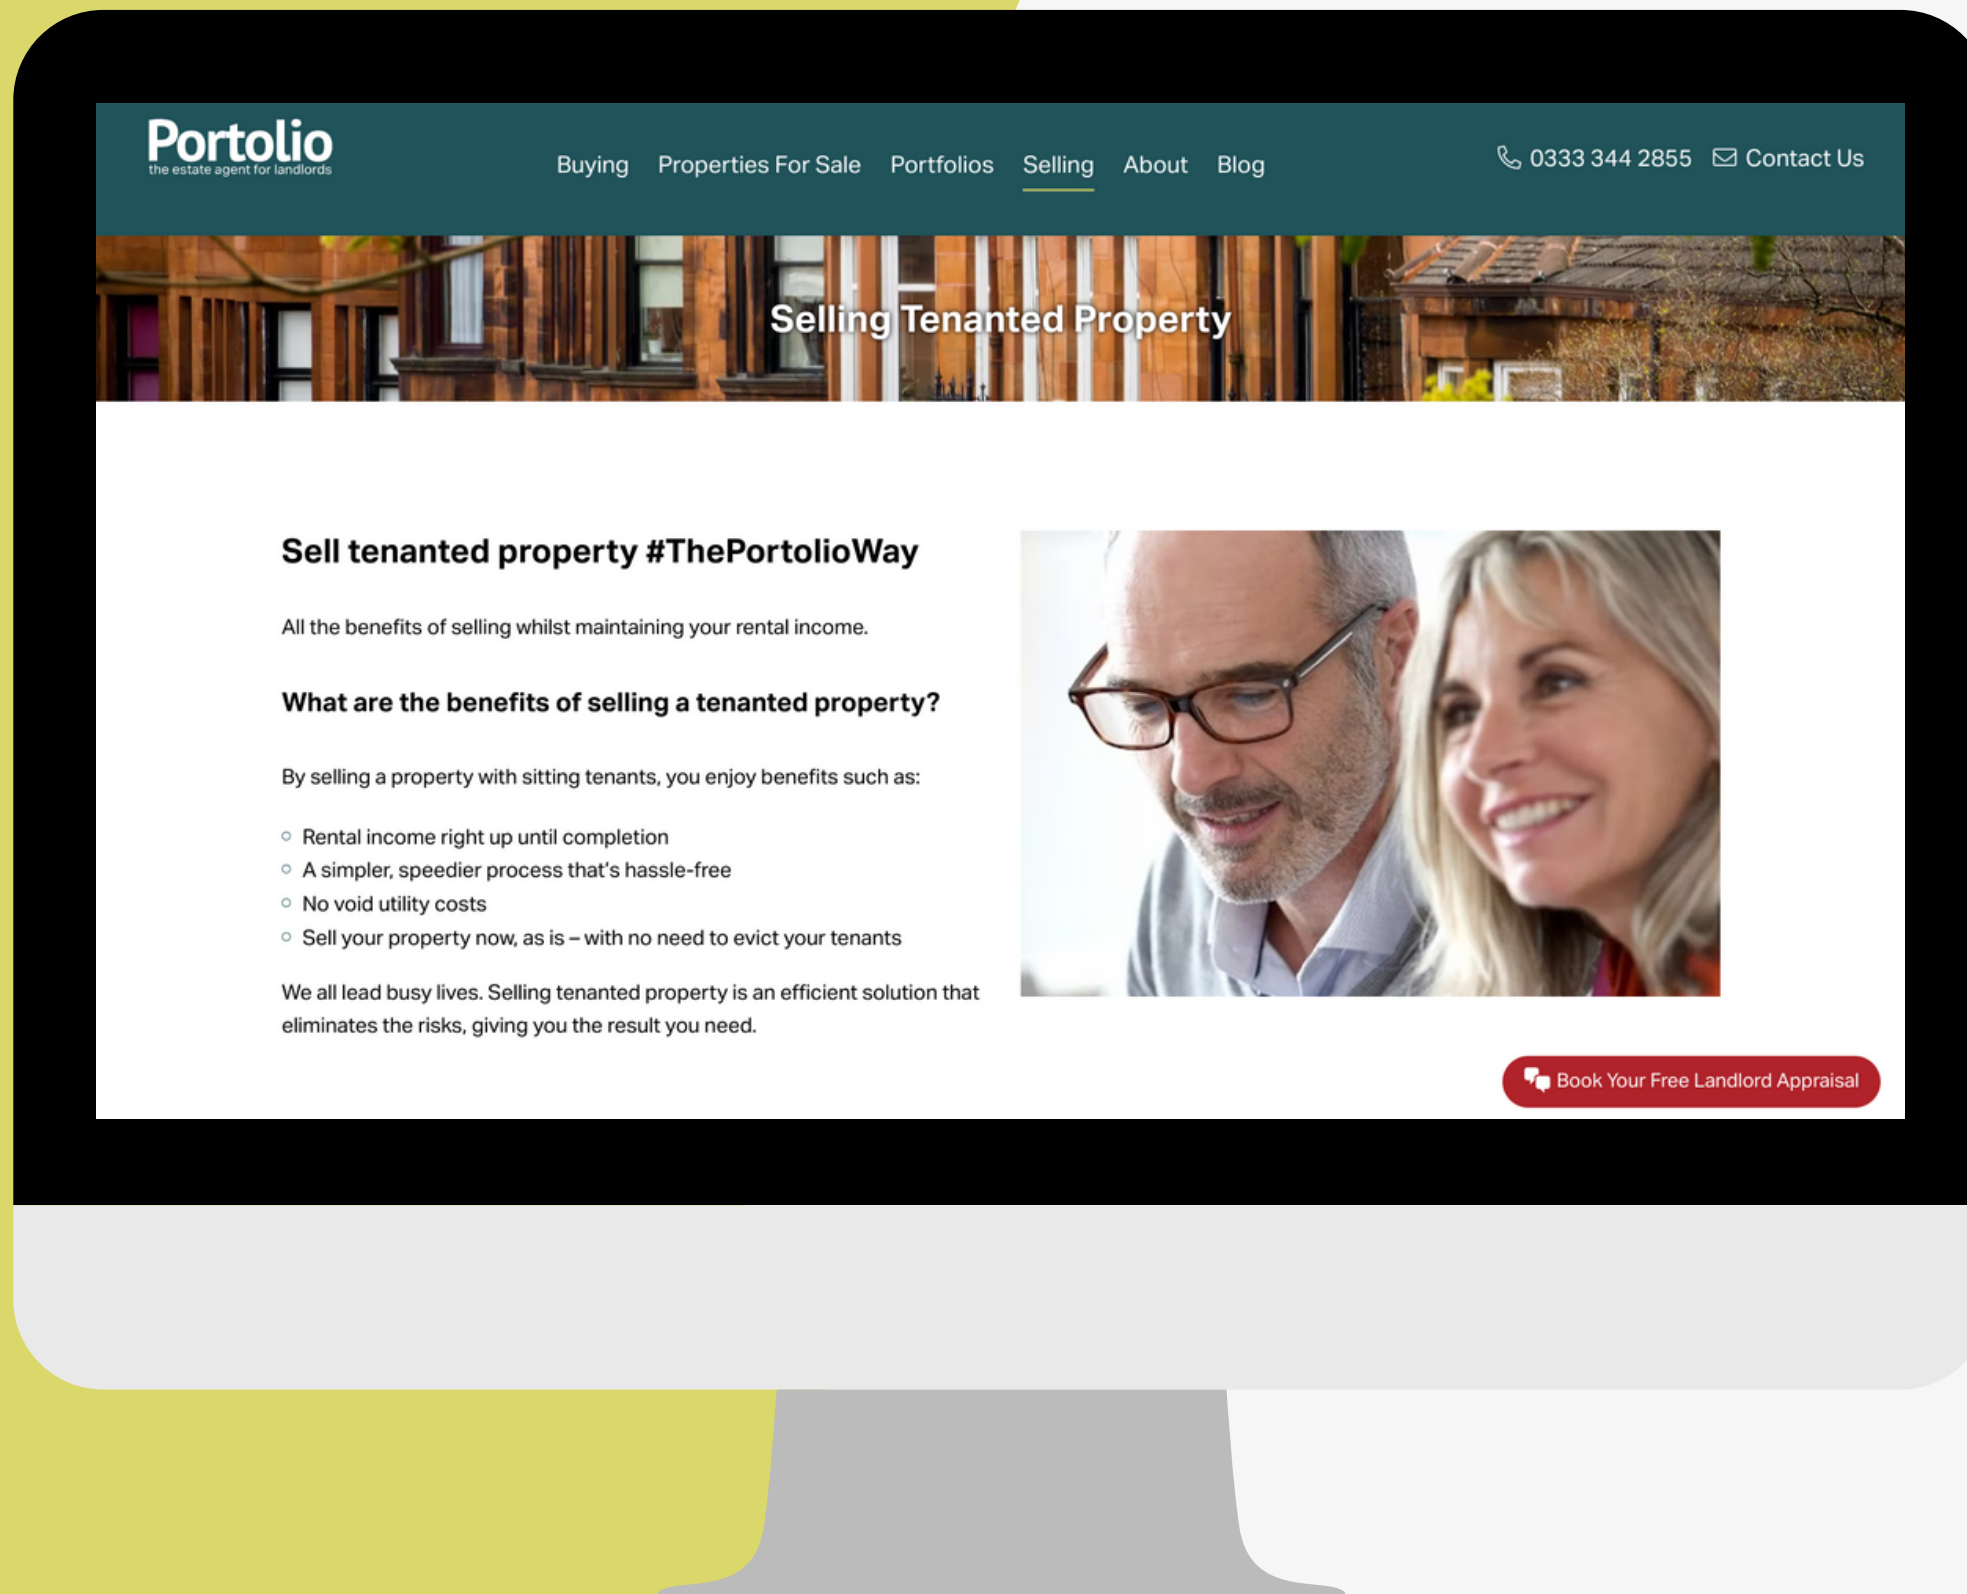 Portolio
the estate agent for landlords
Buying Properties For Sale Portfolios Selling About Blog
0333 344 2855 Contact Us
Selling Tenanted Property
Sell tenanted property #ThePortolioWay
All the benefits of selling whilst maintaining your rental income.
What are the benefits of selling a tenanted property?
By selling a property with sitting tenants, you enjoy benefits such as:
Rental income right up until completion
A simpler, speedier process that's hassle-free
No void utility costs
Sell your property now, as is – with no need to evict your tenants
We all lead busy lives. Selling tenanted property is an efficient solution that
eliminates the risks, giving you the result you need.
Book Your Free Landlord Appraisal